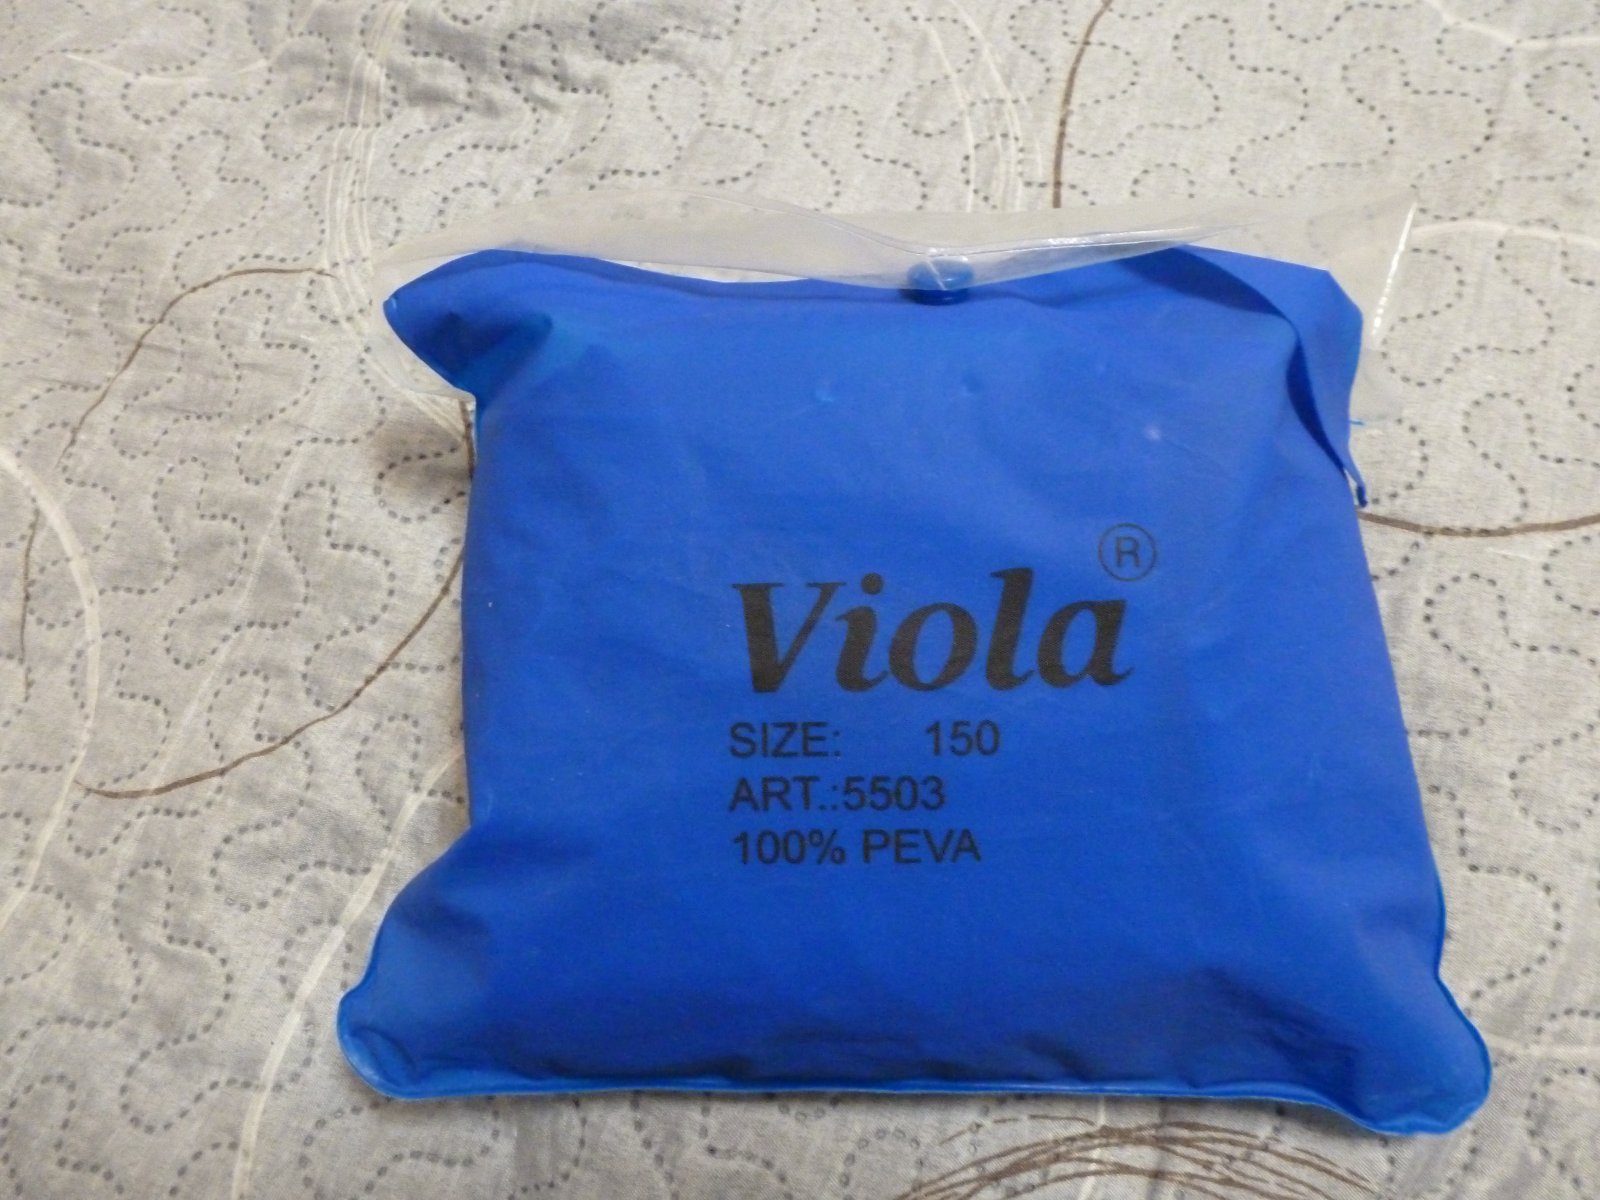 Viola®
SIZE: 150
ART.:5503
100% PEVA